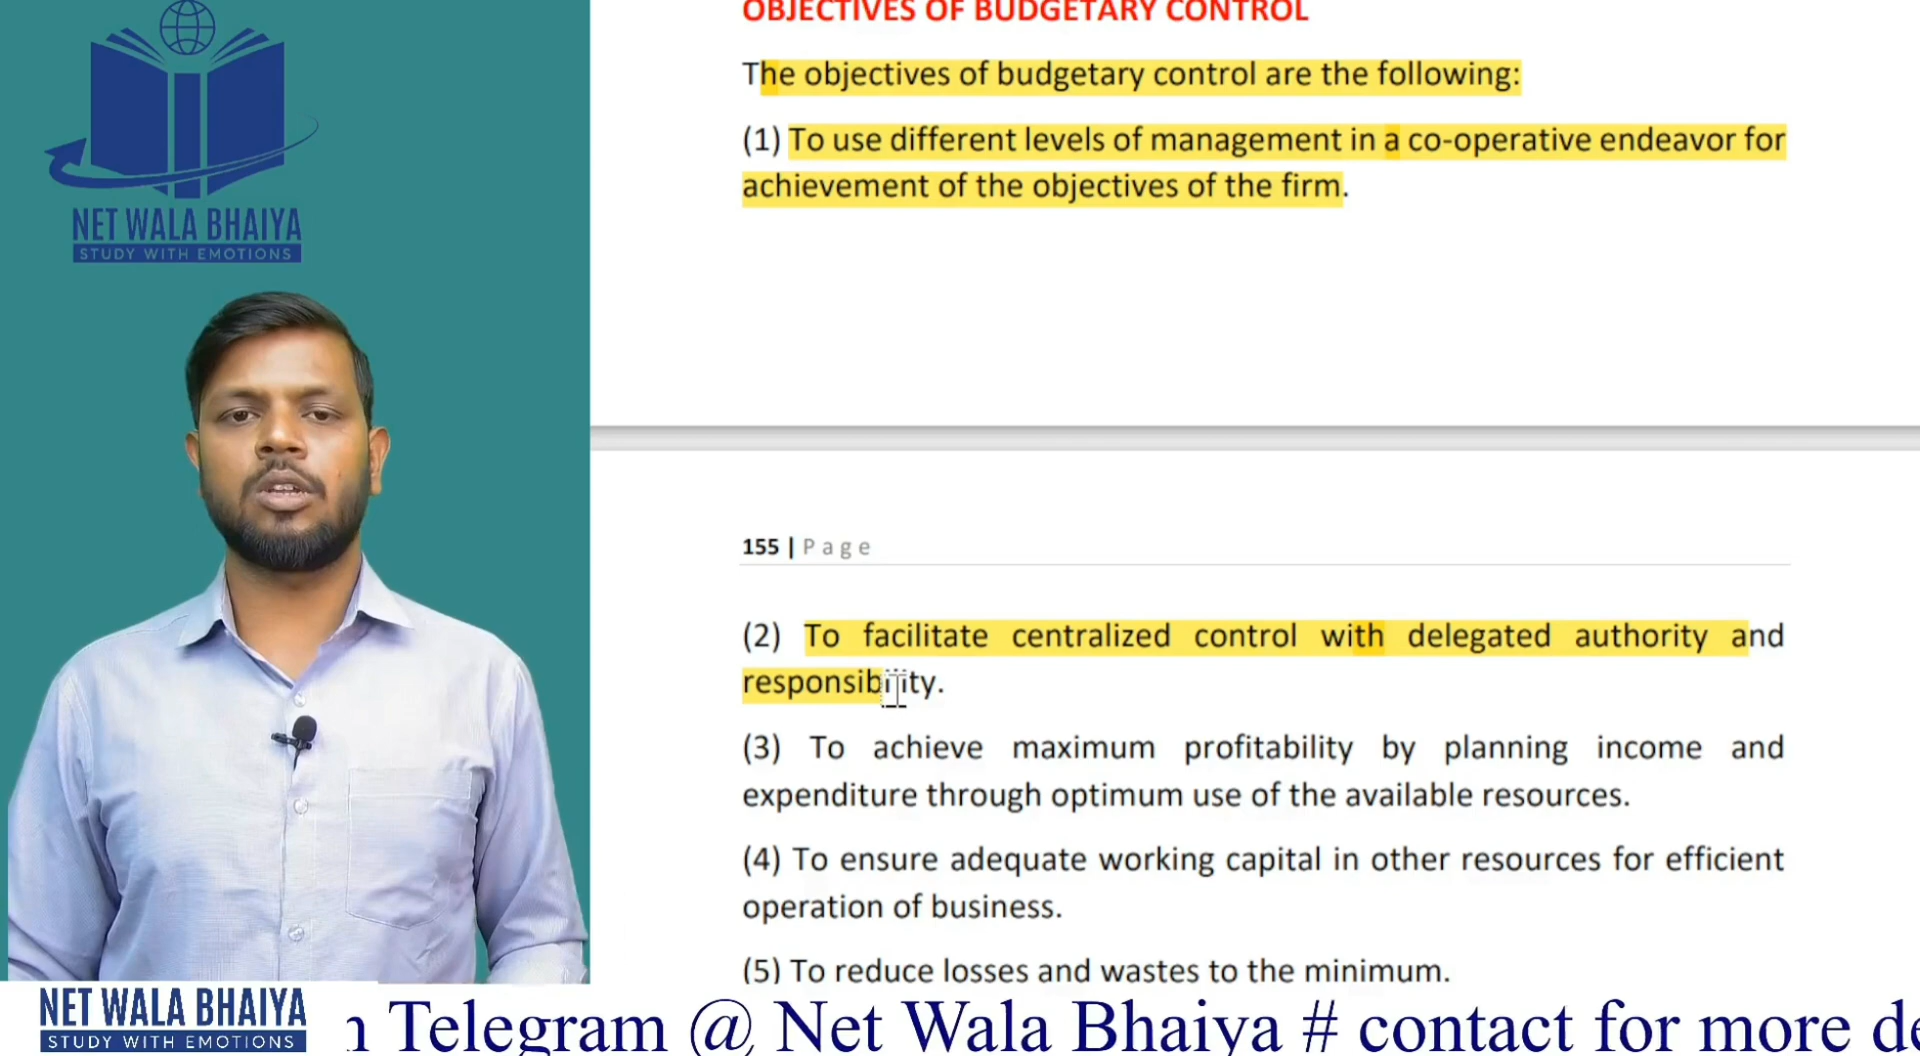 OBJECTIVES OF BUDGETARY CONTROL
The objectives of budgetary control are the following:
(1) To use different levels of management in a co-operative endeavor for
achievement of the objectives of the firm.
NET WALA BHAIYA
STUDY WITH EMOTIONS
155 | Page
(2) To facilitate centralized control with delegated authority and
responsibility.
(3) To achieve maximum profitability by planning income and
expenditure through optimum use of the available resources.
(4) To ensure adequate working capital in other resources for efficient
operation of business.
(5) To reduce losses and wastes to the minimum.
NET WALA BHAIYA
STUDY WITH EMOTIONS
Telegram @ Net Wala Bhaiya # contact for more